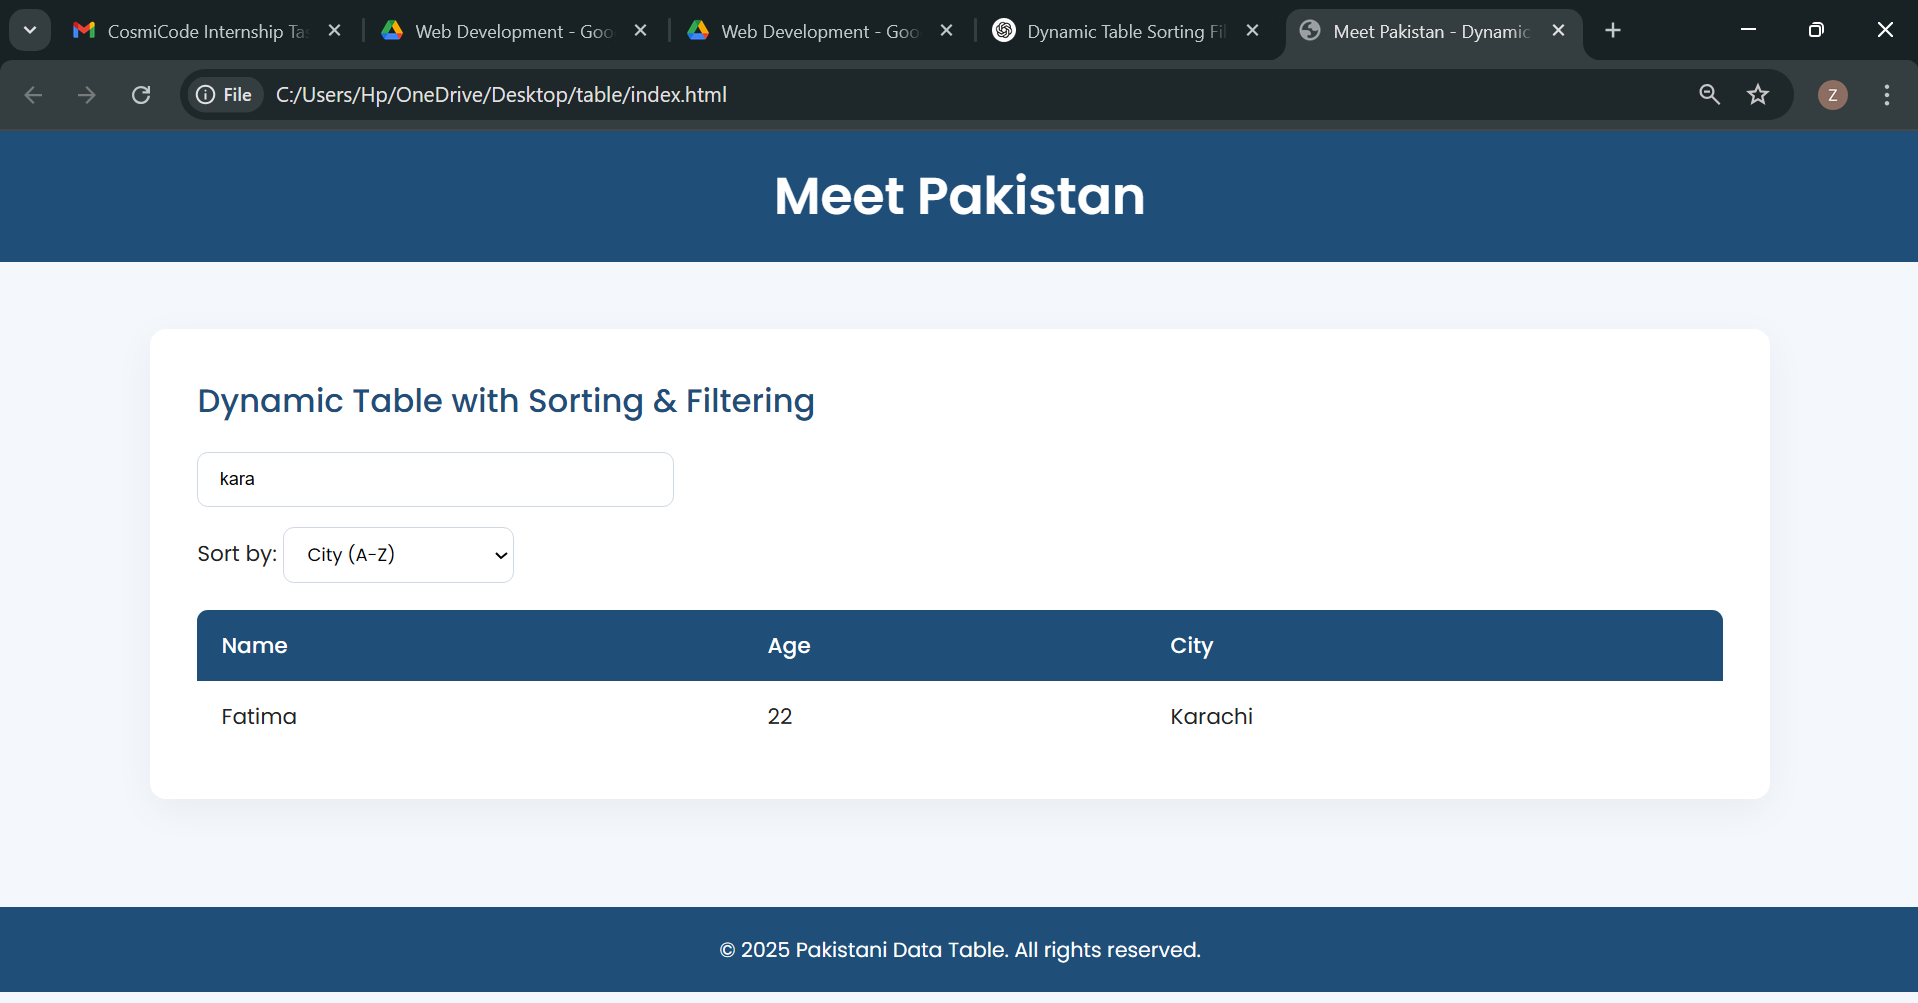 CosmiCode Internship Tas
Web Development - Goo
Web Development - Goo
Dynamic Table Sorting Fil
Meet Pakistan - Dynamic
File
C:/Users/Hp/OneDrive/Desktop/table/index.html
Z
Meet Pakistan
Dynamic Table with Sorting & Filtering
kara
Sort by: City (A-Z)
Name Age City
Fatima 22 Karachi
© 2025 Pakistani Data Table. All rights reserved.